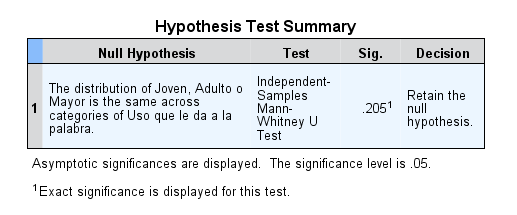 Hypothesis Test Summary
Null Hypothesis Test Sig. Decision
1 The distribution of Joven, Adulto o Mayor is the same across categories of Uso que le da a la palabra. Independent-Samples Mann-Whitney U Test .205¹ Retain the null hypothesis.
Asymptotic significances are displayed. The significance level is .05.
¹Exact significance is displayed for this test.